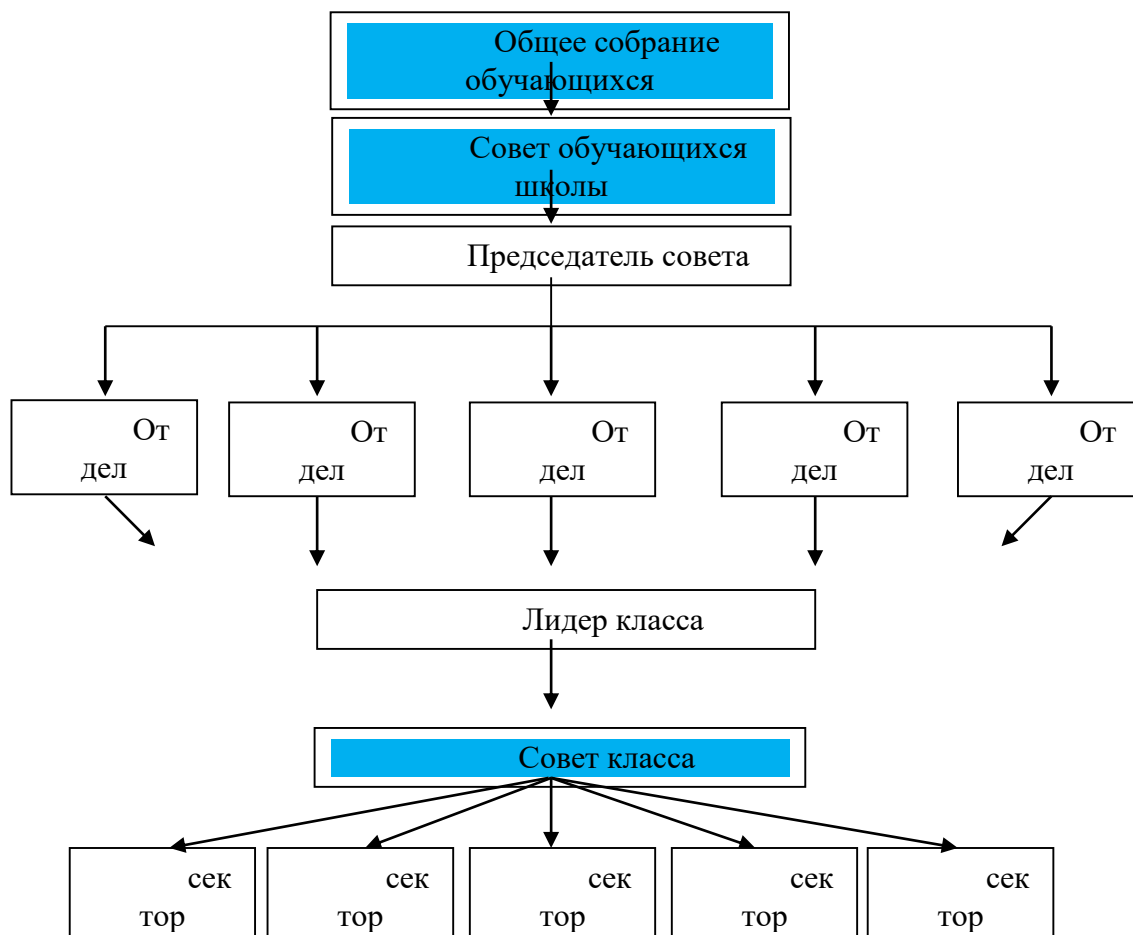 Общее собрание
обучающихся
Совет обучающихся
школы
Председатель совета
От
дел
От
дел
От
дел
От
дел
От
дел
Лидер класса
Совет класса
сек
тор
сек
тор
сек
тор
сек
тор
сек
тор